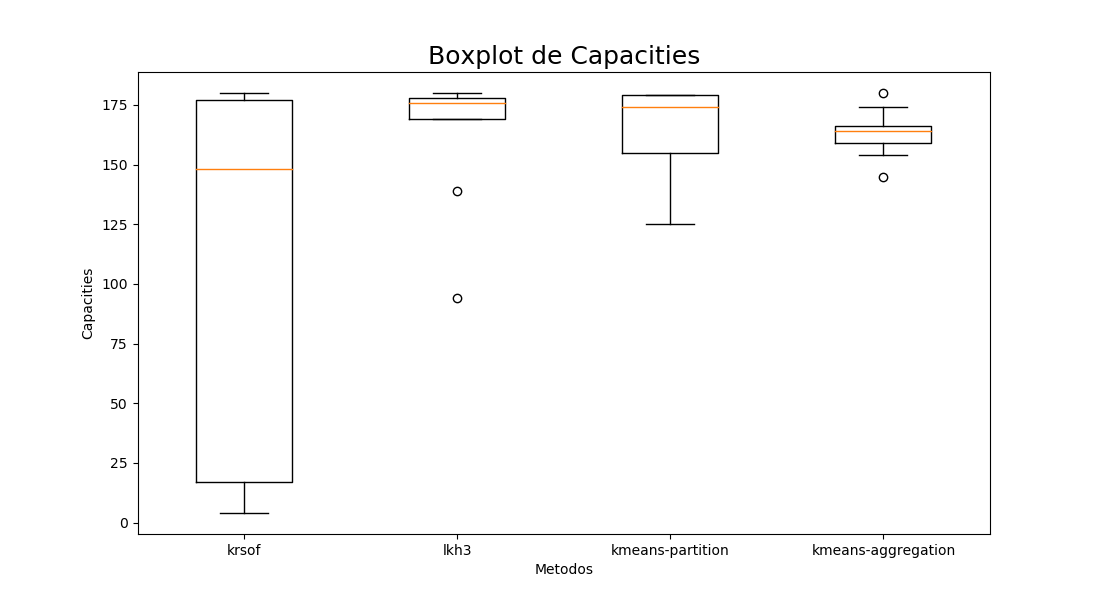 Boxplot de Capacities
Capacities
175
150
125
100
75
50
25
0
krsof
lkh3
kmeans-partition
kmeans-aggregation
Metodos